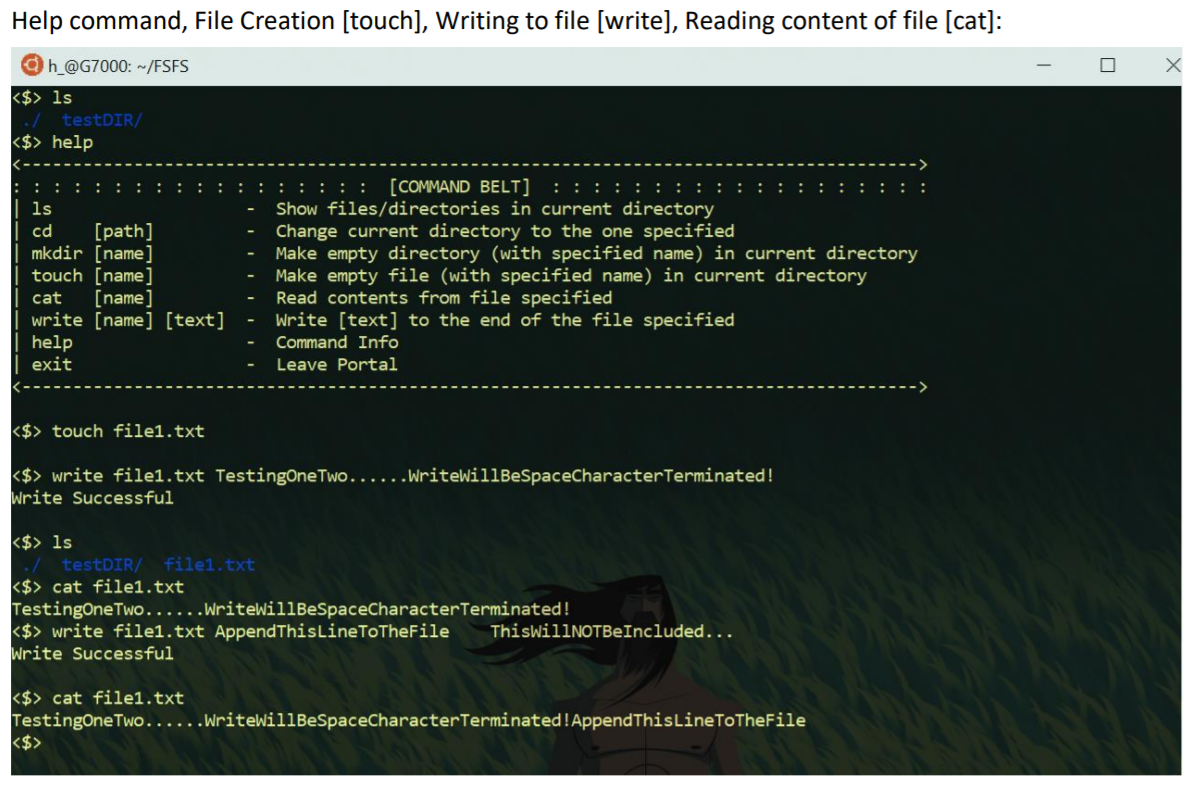 Help command, File Creation [touch], Writing to file [write], Reading content of file [cat]:
h_@G7000: ~/FSFS
<$> ls
./  testDIR/
<$> help
<---------------------------------------------------------------------------------------->
: : : : : : : : : : : : : : : : : :  [COMMAND BELT]  : : : : : : : : : : : : : : : : : : :
| ls                   -  Show files/directories in current directory
| cd    [path]         -  Change current directory to the one specified
| mkdir [name]         -  Make empty directory (with specified name) in current directory
| touch [name]         -  Make empty file (with specified name) in current directory
| cat   [name]         -  Read contents from file specified
| write [name] [text]  -  Write [text] to the end of the file specified
| help                 -  Command Info
| exit                 -  Leave Portal
<---------------------------------------------------------------------------------------->
<$> touch file1.txt
<$> write file1.txt TestingOneTwo......WriteWillBeSpaceCharacterTerminated!
Write Successful
<$> ls
./  testDIR/  file1.txt
<$> cat file1.txt
TestingOneTwo......WriteWillBeSpaceCharacterTerminated!
<$> write file1.txt AppendThisLineToTheFile    ThisWillNOTBeIncluded...
Write Successful
<$> cat file1.txt
TestingOneTwo......WriteWillBeSpaceCharacterTerminated!AppendThisLineToTheFile
<$>